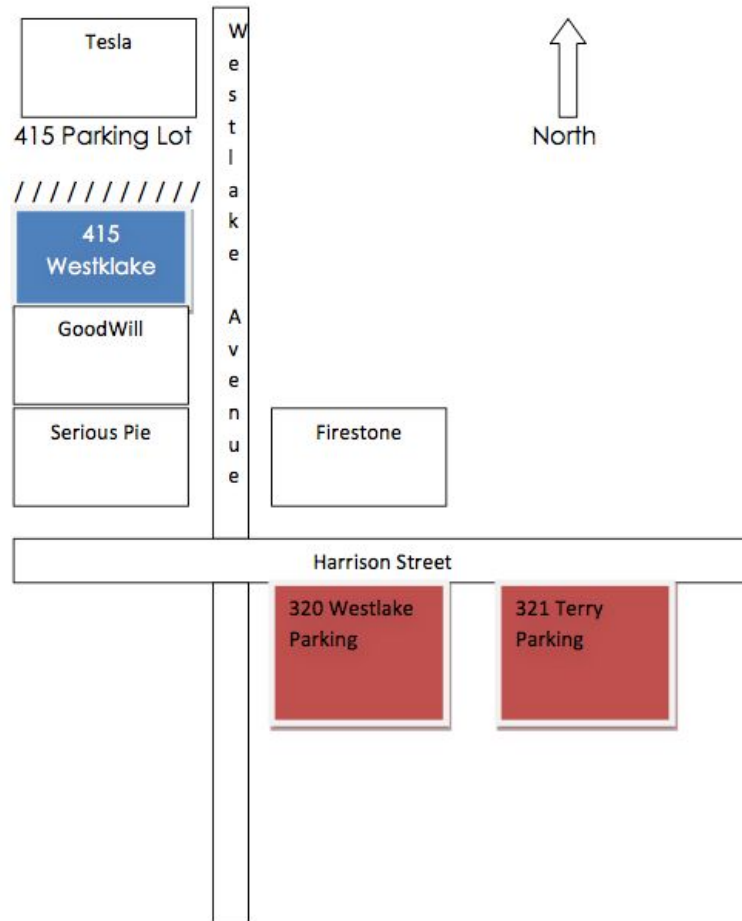 Tesla
Westlake Avenue
415 Parking Lot
North
/ / / / / / / / / / /
415
Westklake
GoodWill
Serious Pie
Firestone
Harrison Street
320 Westlake
Parking
321 Terry
Parking